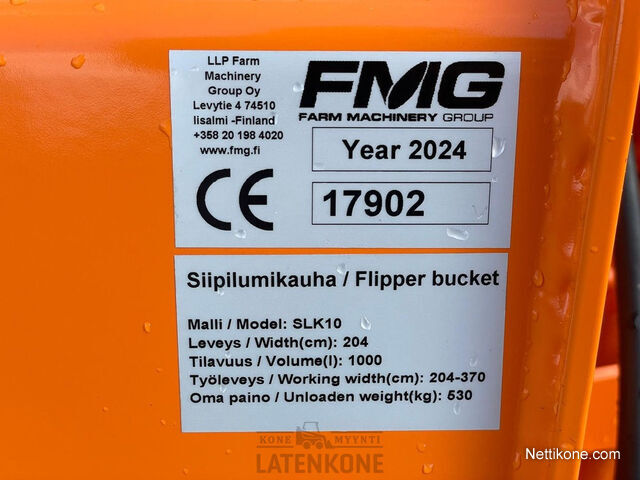 LLP Farm
Machinery
Group Oy
Levytie 4 74510
Iisalmi -Finland
+358 20 198 4020
www.fmg.fi
FMG
FARM MACHINERY GROUP
Year 2024
CE
17902
Siipilumikauha / Flipper bucket
Malli / Model: SLK10
Leveys / Width(cm): 204
Tilavuus / Volume(l): 1000
Työleveys / Working width(cm): 204-370
Oma paino / Unloaden weight(kg): 530
KONE MYYNTI
LATENKONE
Nettikone.com